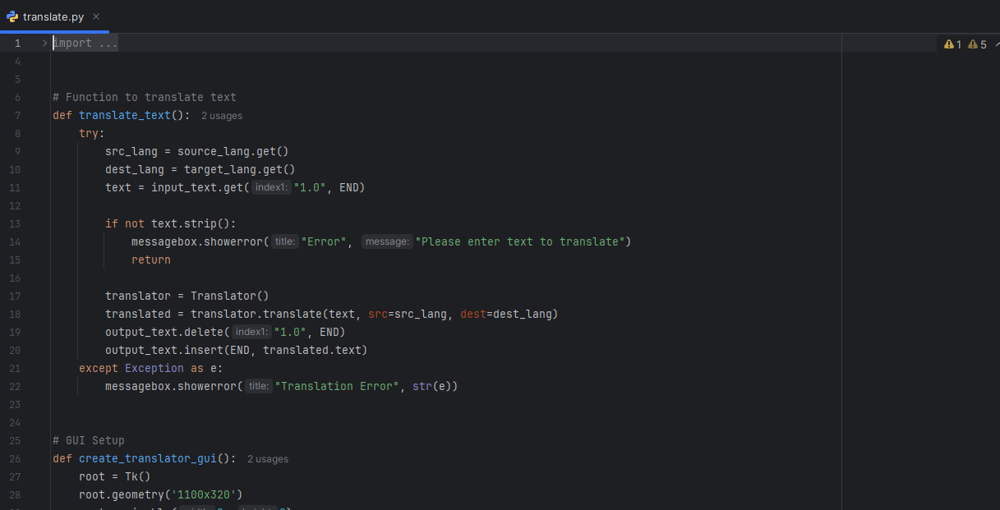 translate.py
1 import ...
1 5
4
5
6 # Function to translate text
7 def translate_text(): 2 usages
8 try:
9 src_lang = source_lang.get()
10 dest_lang = target_lang.get()
11 text = input_text.get( index1: "1.0", END)
12
13 if not text.strip():
14 messagebox.showerror( title: "Error", message: "Please enter text to translate")
15 return
16
17 translator = Translator()
18 translated = translator.translate(text, src=src_lang, dest=dest_lang)
19 output_text.delete( index1: "1.0", END)
20 output_text.insert(END, translated.text)
21 except Exception as e:
22 messagebox.showerror( title: "Translation Error", str(e))
23
24
25 # GUI Setup
26 def create_translator_gui(): 2 usages
27 root = Tk()
28 root.geometry('1100x320')